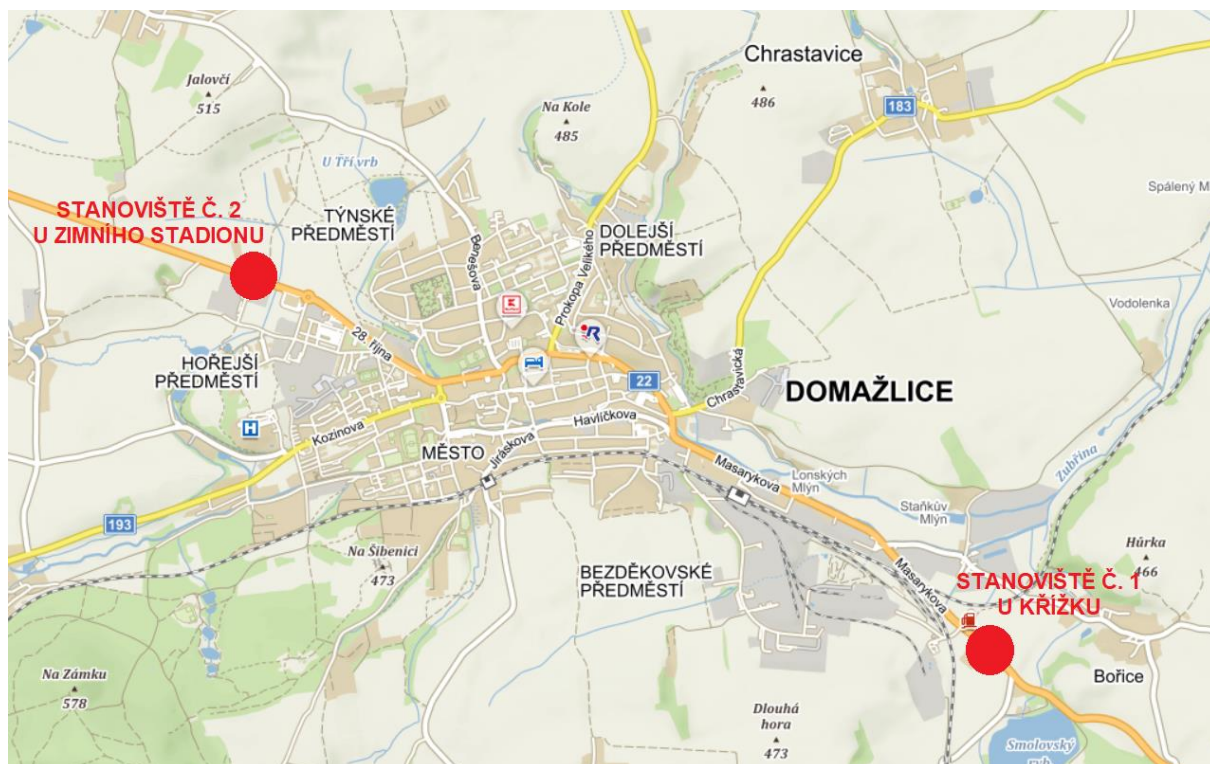 Jalovčí
515
Na Kole
485
Chrastavice
486
183
U Tří vrb
STANOVIŠTĚ Č. 2
U ZIMNÍHO STADIONU
TÝNSKÉ
PŘEDMĚSTÍ
DOLEJŠÍ
PŘEDMĚSTÍ
Spálený M
Benešova
Prokopa Velikého
Vodolenka
28. října
HOŘEJŠÍ
PŘEDMĚSTÍ
K
R
22
Chrastavická
DOMAŽLICE
H
Kozinova
Havlíčkova
MĚSTO
Jiráskova
Masarykova
Lonských
Mlýn
Zubřina
Staňkův
Mlýn
193
Na Šibenici
473
BEZDĚKOVSKÉ
PŘEDMĚSTÍ
Hůrka
466
Masarykova
STANOVIŠTĚ Č. 1
U KŘÍŽKU
Na Zámku
578
Bořice
Dlouhá
hora
473
Smolovský
ryb